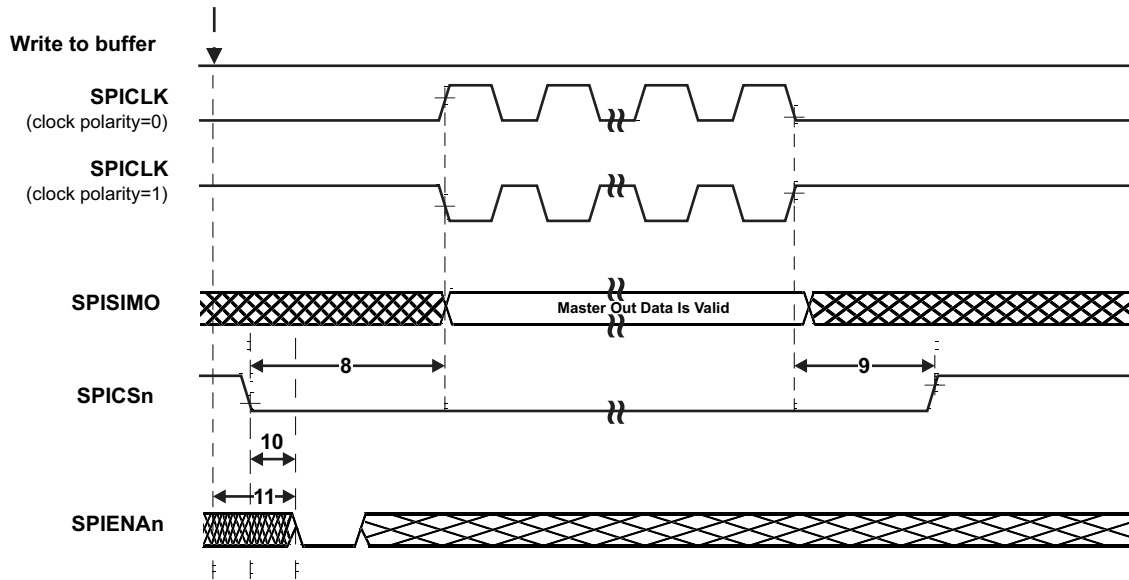 Write to buffer
SPICLK
(clock polarity=0)
SPICLK
(clock polarity=1)
SPISIMO
Master Out Data Is Valid
8
9
SPICSn
10
11
SPIENAn